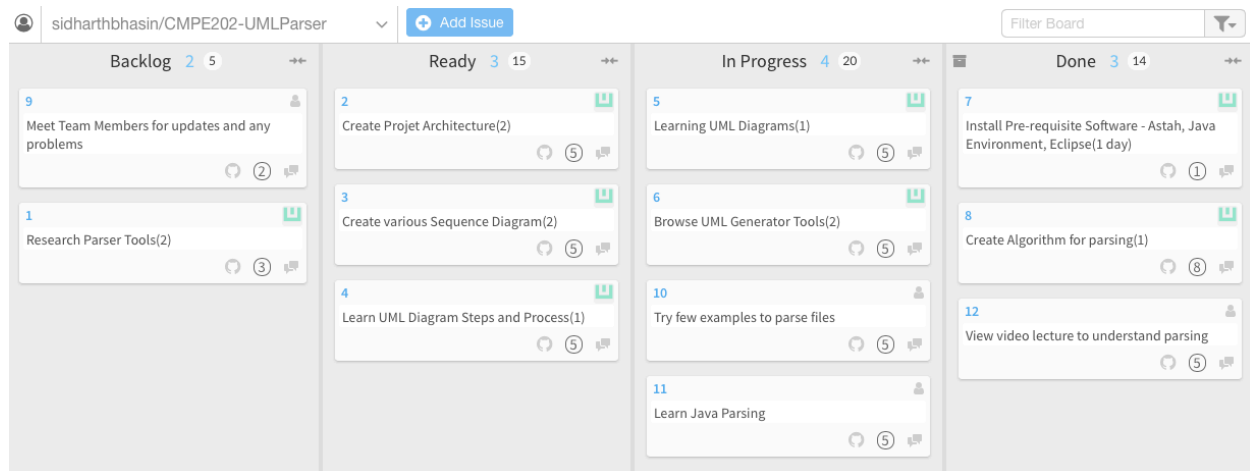 sidharthbhasin/CMPE202-UMLParser
Add Issue
Filter Board
Backlog 2 5
9
Meet Team Members for updates and any
problems
2
1
Research Parser Tools(2)
3
Ready 3 15
2
Create Projet Architecture(2)
5
3
Create various Sequence Diagram(2)
5
4
Learn UML Diagram Steps and Process(1)
5
In Progress 4 20
5
Learning UML Diagrams(1)
5
6
Browse UML Generator Tools(2)
5
10
Try few examples to parse files
5
11
Learn Java Parsing
5
Done 3 14
7
Install Pre-requisite Software - Astah, Java
Environment, Eclipse(1 day)
1
8
Create Algorithm for parsing(1)
8
12
View video lecture to understand parsing
5